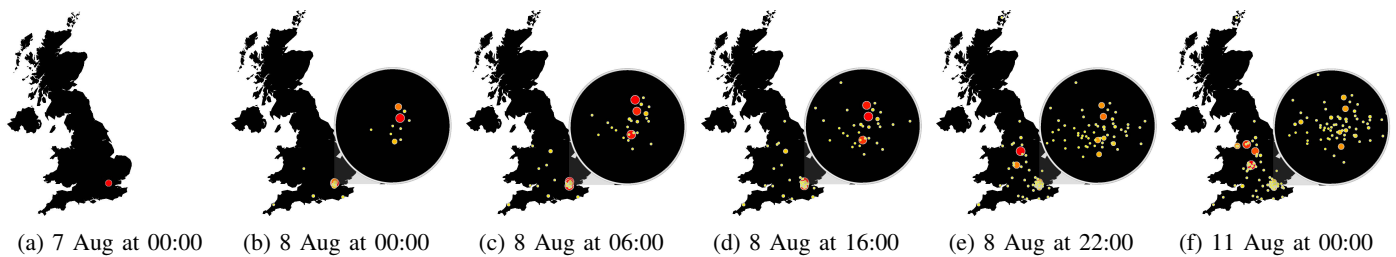 (a) 7 Aug at 00:00
(b) 8 Aug at 00:00
(c) 8 Aug at 06:00
(d) 8 Aug at 16:00
(e) 8 Aug at 22:00
(f) 11 Aug at 00:00